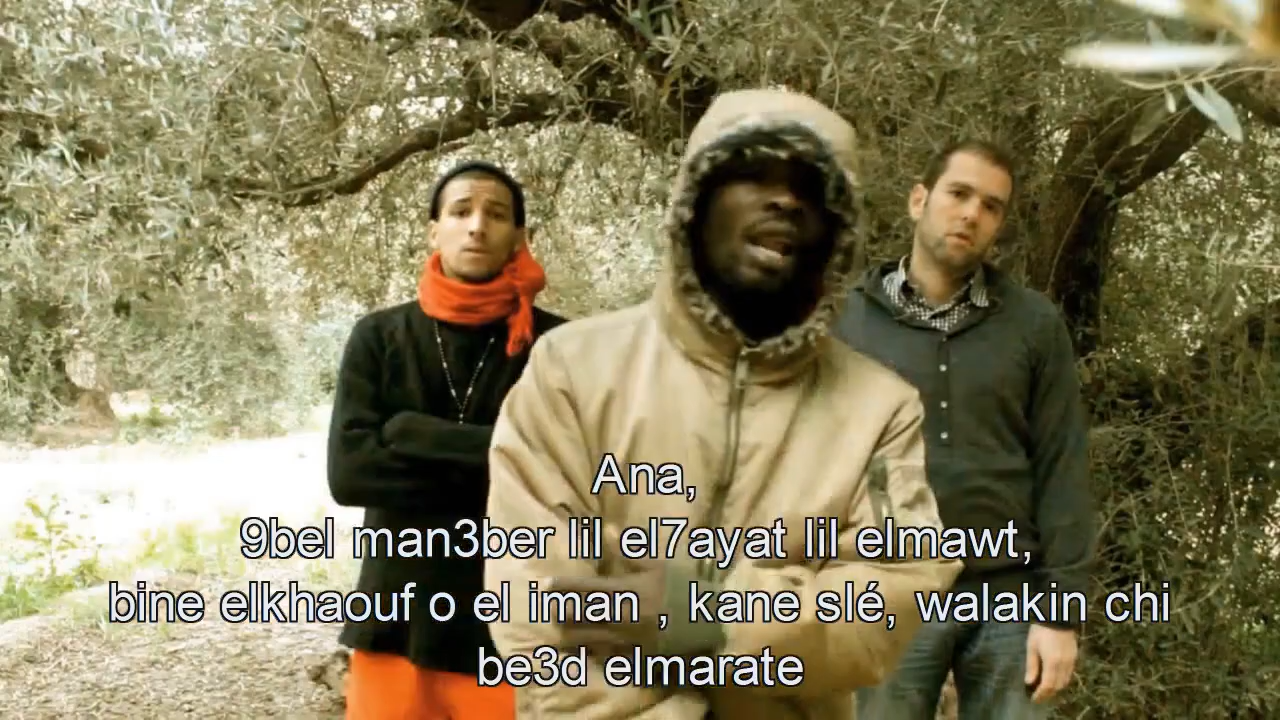 Ana,
9bel man3ber lil el7ayat lil elmawt,
bine elkhaouf o el iman , kane slé, walakin chi
be3d elmarate